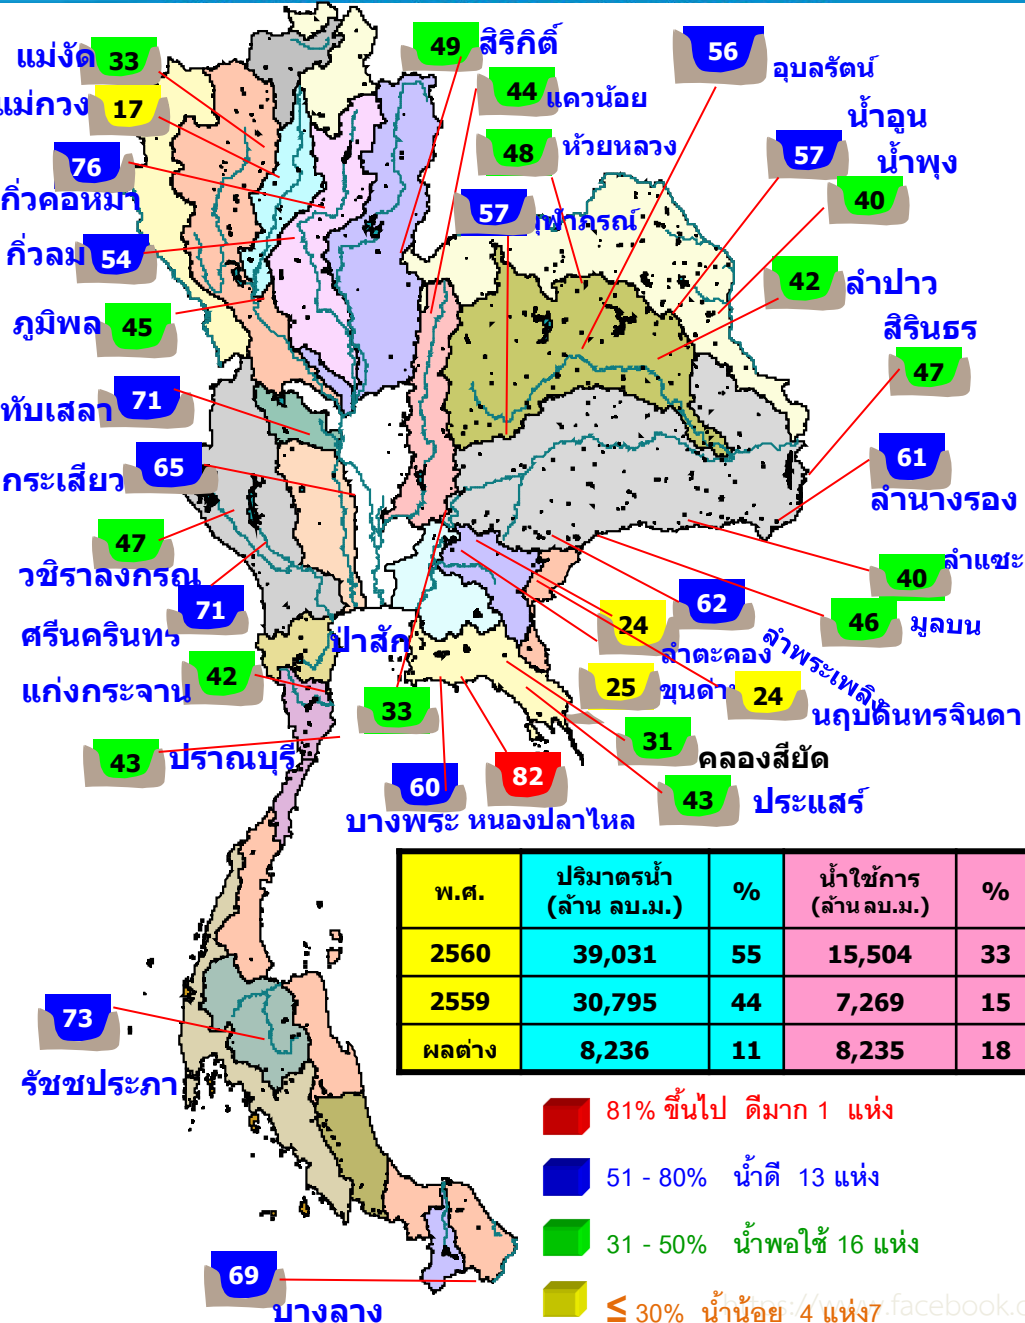 แม่งัด 33
แม่กวง 17
76
กิ่วคอหมา
กิ่วลม 54
ภูมิพล 45
ทับเสลา 71
กระเสียว 65
47
วชิราลงกรณ
71
ศรีนครินทร
แก่งกระจาน 42
43 ปราณบุรี
49 สิริกิติ์
44 แควน้อย
48 ห้วยหลวง
57 จุฬาภรณ์
56 อุบลรัตน์
น้ำอูน
57 น้ำพุง
40
42 ลำปาว
สิรินธร
47
61
ลำนางรอง
40 ลำแซะ
46 มูลบน
62 ลำพระเพลิง
24
ลำตะคอง
25 ขุนด่าน
24 นฤบดินทรจินดา
31 คลองสียัด
43 ประแสร์
ป่าสัก
33
60
บางพระ
82
หนองปลาไหล
พ.ศ. ปริมาตรน้ำ (ล้าน ลบ.ม.) % น้ำใช้การ (ล้าน ลบ.ม.) %
2560 39,031 55 15,504 33
2559 30,795 44 7,269 15
ผลต่าง 8,236 11 8,235 18
73
รัชชประภา
69
บางลาง
81% ขึ้นไป ดีมาก 1 แห่ง
51 - 80% น้ำดี 13 แห่ง
31 - 50% น้ำพอใช้ 16 แห่ง
≤ 30% น้ำน้อย 4 แห่ง7